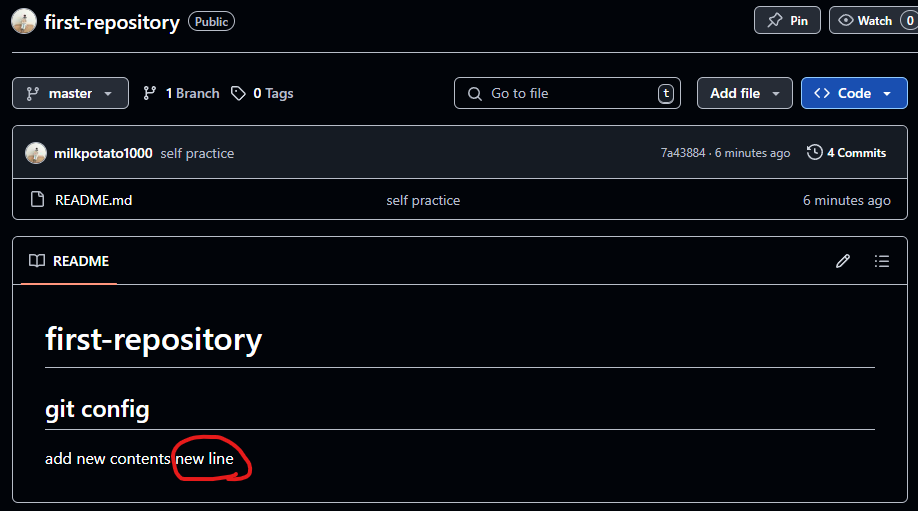 first-repository Public Pin Watch 0
master 1 Branch 0 Tags Go to file t Add file Code
milkpotato1000 self practice 7a43884 · 6 minutes ago 4 Commits
README.md self practice 6 minutes ago
README
first-repository
git config
add new contents new line